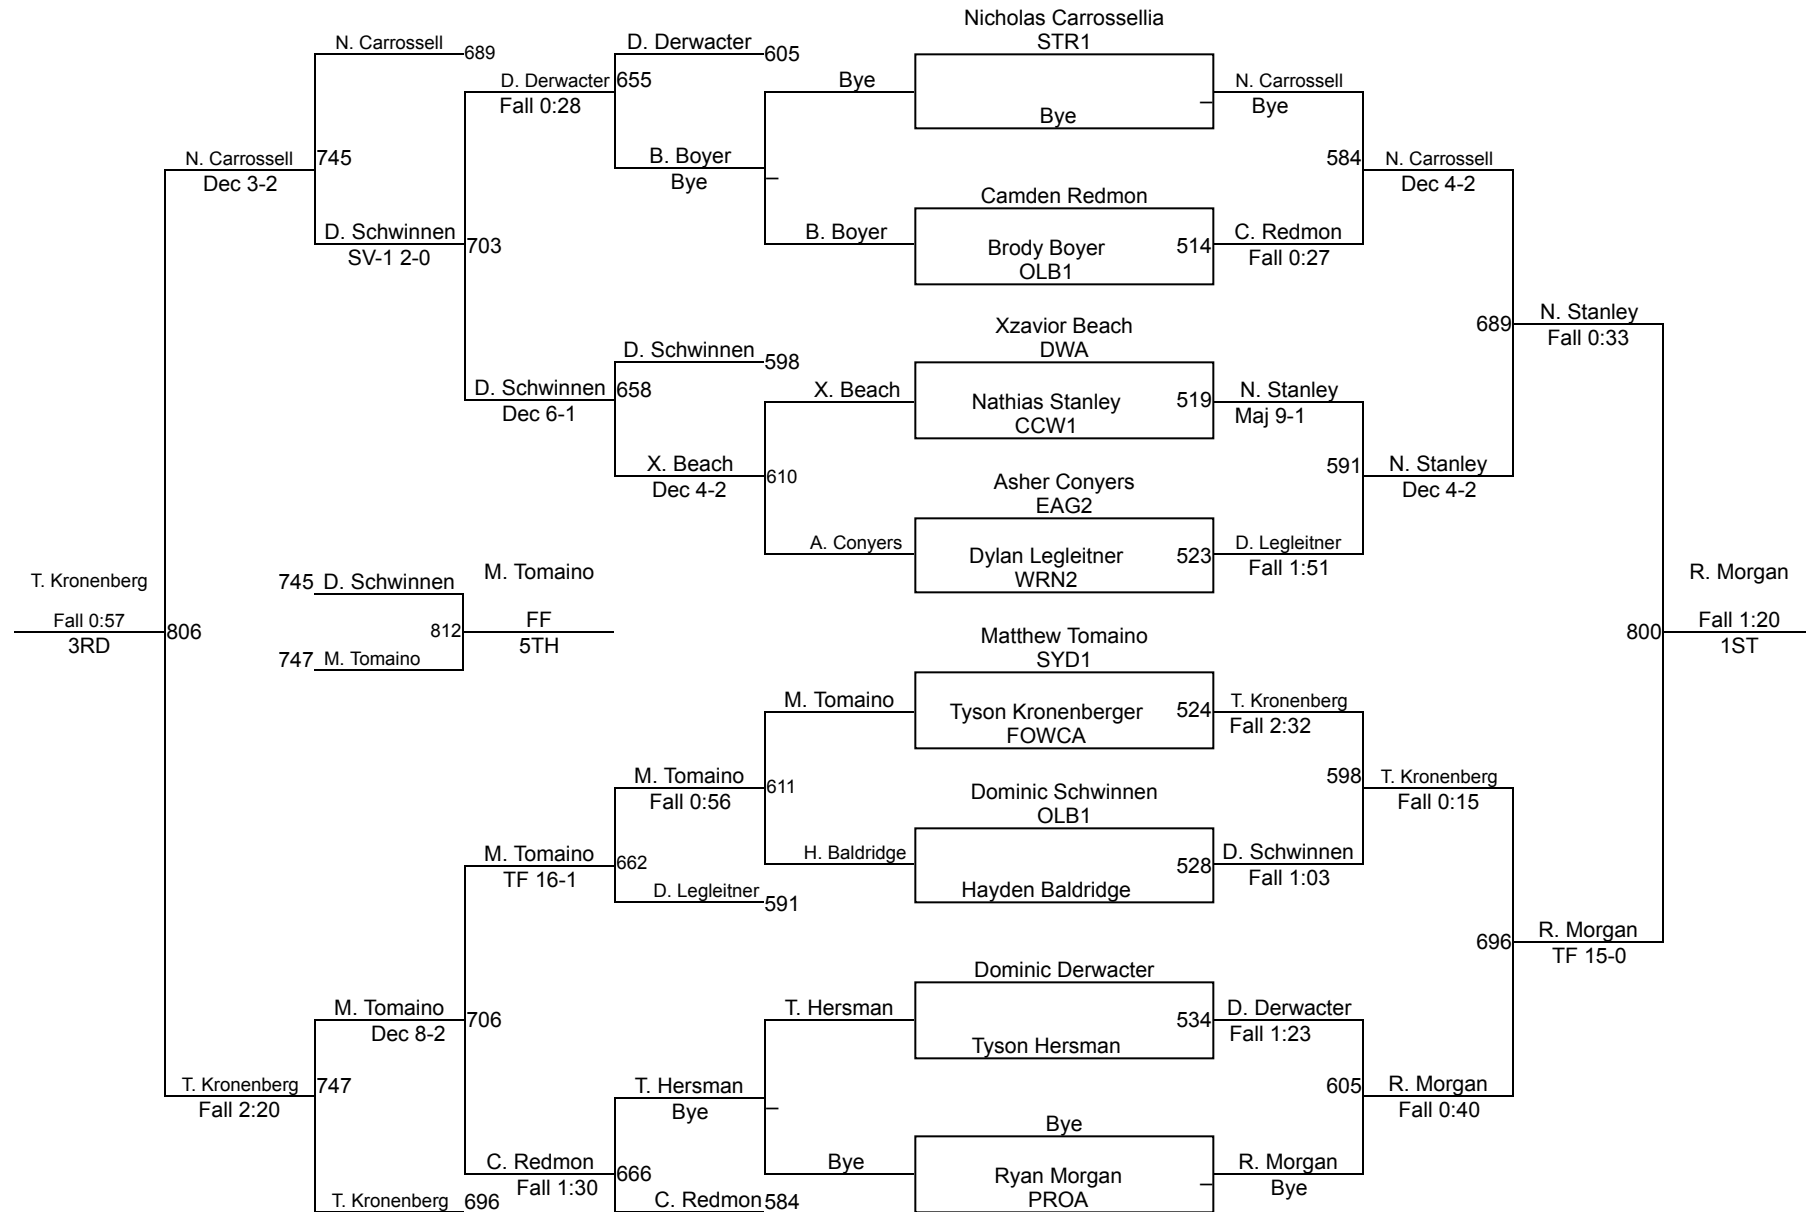 Nicholas Carrossellia
N. Carrossell 689 D. Derwacter 605 STR1
D. Derwacter 655 Bye N. Carrossell
Fall 0:28 Bye Bye
N. Carrossell 745 B. Boyer 584 N. Carrossell
Dec 3-2 Bye Dec 4-2
Camden Redmon
D. Schwinnen 703 B. Boyer Brody Boyer 514 C. Redmon
SV-1 2-0 OLB1 Fall 0:27
Xzavior Beach 689 N. Stanley
D. Schwinnen 598 DWA Fall 0:33
D. Schwinnen 658 X. Beach Nathias Stanley 519 N. Stanley
Dec 6-1 CCW1 Maj 9-1
X. Beach 610 591 N. Stanley
Dec 4-2 Asher Conyers Dec 4-2
EAG2
A. Conyers Dylan Legleitner 523 D. Legleitner
WRN2 Fall 1:51
T. Kronenberg 745 D. Schwinnen M. Tomaino R. Morgan
Fall 0:57 806 812 FF 800 Fall 1:20
3RD 5TH 1ST
747 M. Tomaino
Matthew Tomaino
SYD1
M. Tomaino Tyson Kronenberger 524 T. Kronenberg
FOWCA Fall 2:32
M. Tomaino 611 598 T. Kronenberg
Fall 0:56 Dominic Schwinnen Fall 0:15
OLB1
M. Tomaino 662 H. Baldridge 528 D. Schwinnen
TF 16-1 Hayden Baldridge Fall 1:03
D. Legleitner 591
696 R. Morgan
TF 15-0
Dominic Derwacter
M. Tomaino 706 T. Hersman 534 D. Derwacter
Dec 8-2 Tyson Hersman Fall 1:23
T. Kronenberg 747 T. Hersman 605 R. Morgan
Fall 2:20 Bye Fall 0:40
Bye
C. Redmon 666 Bye Ryan Morgan R. Morgan
Fall 1:30 PROA Bye
T. Kronenberg 696 C. Redmon 584